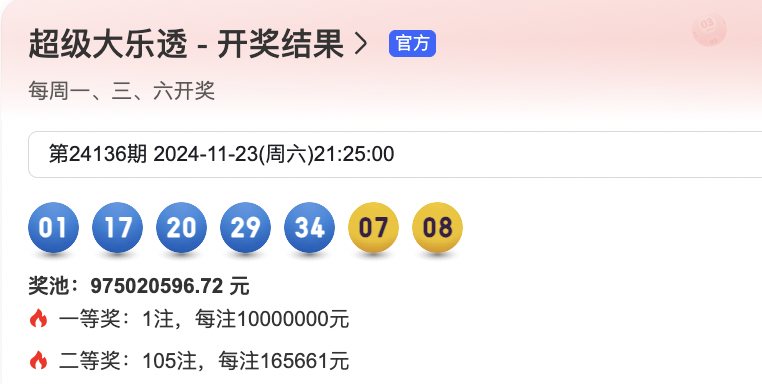 超级大乐透 - 开奖结果 >
官方
每周一、三、六开奖
第24136期 2024-11-23(周六)21:25:00
01 17 20 29 34 07 08
奖池：975020596.72 元
一等奖：1注，每注10000000元
二等奖：105注，每注165661元